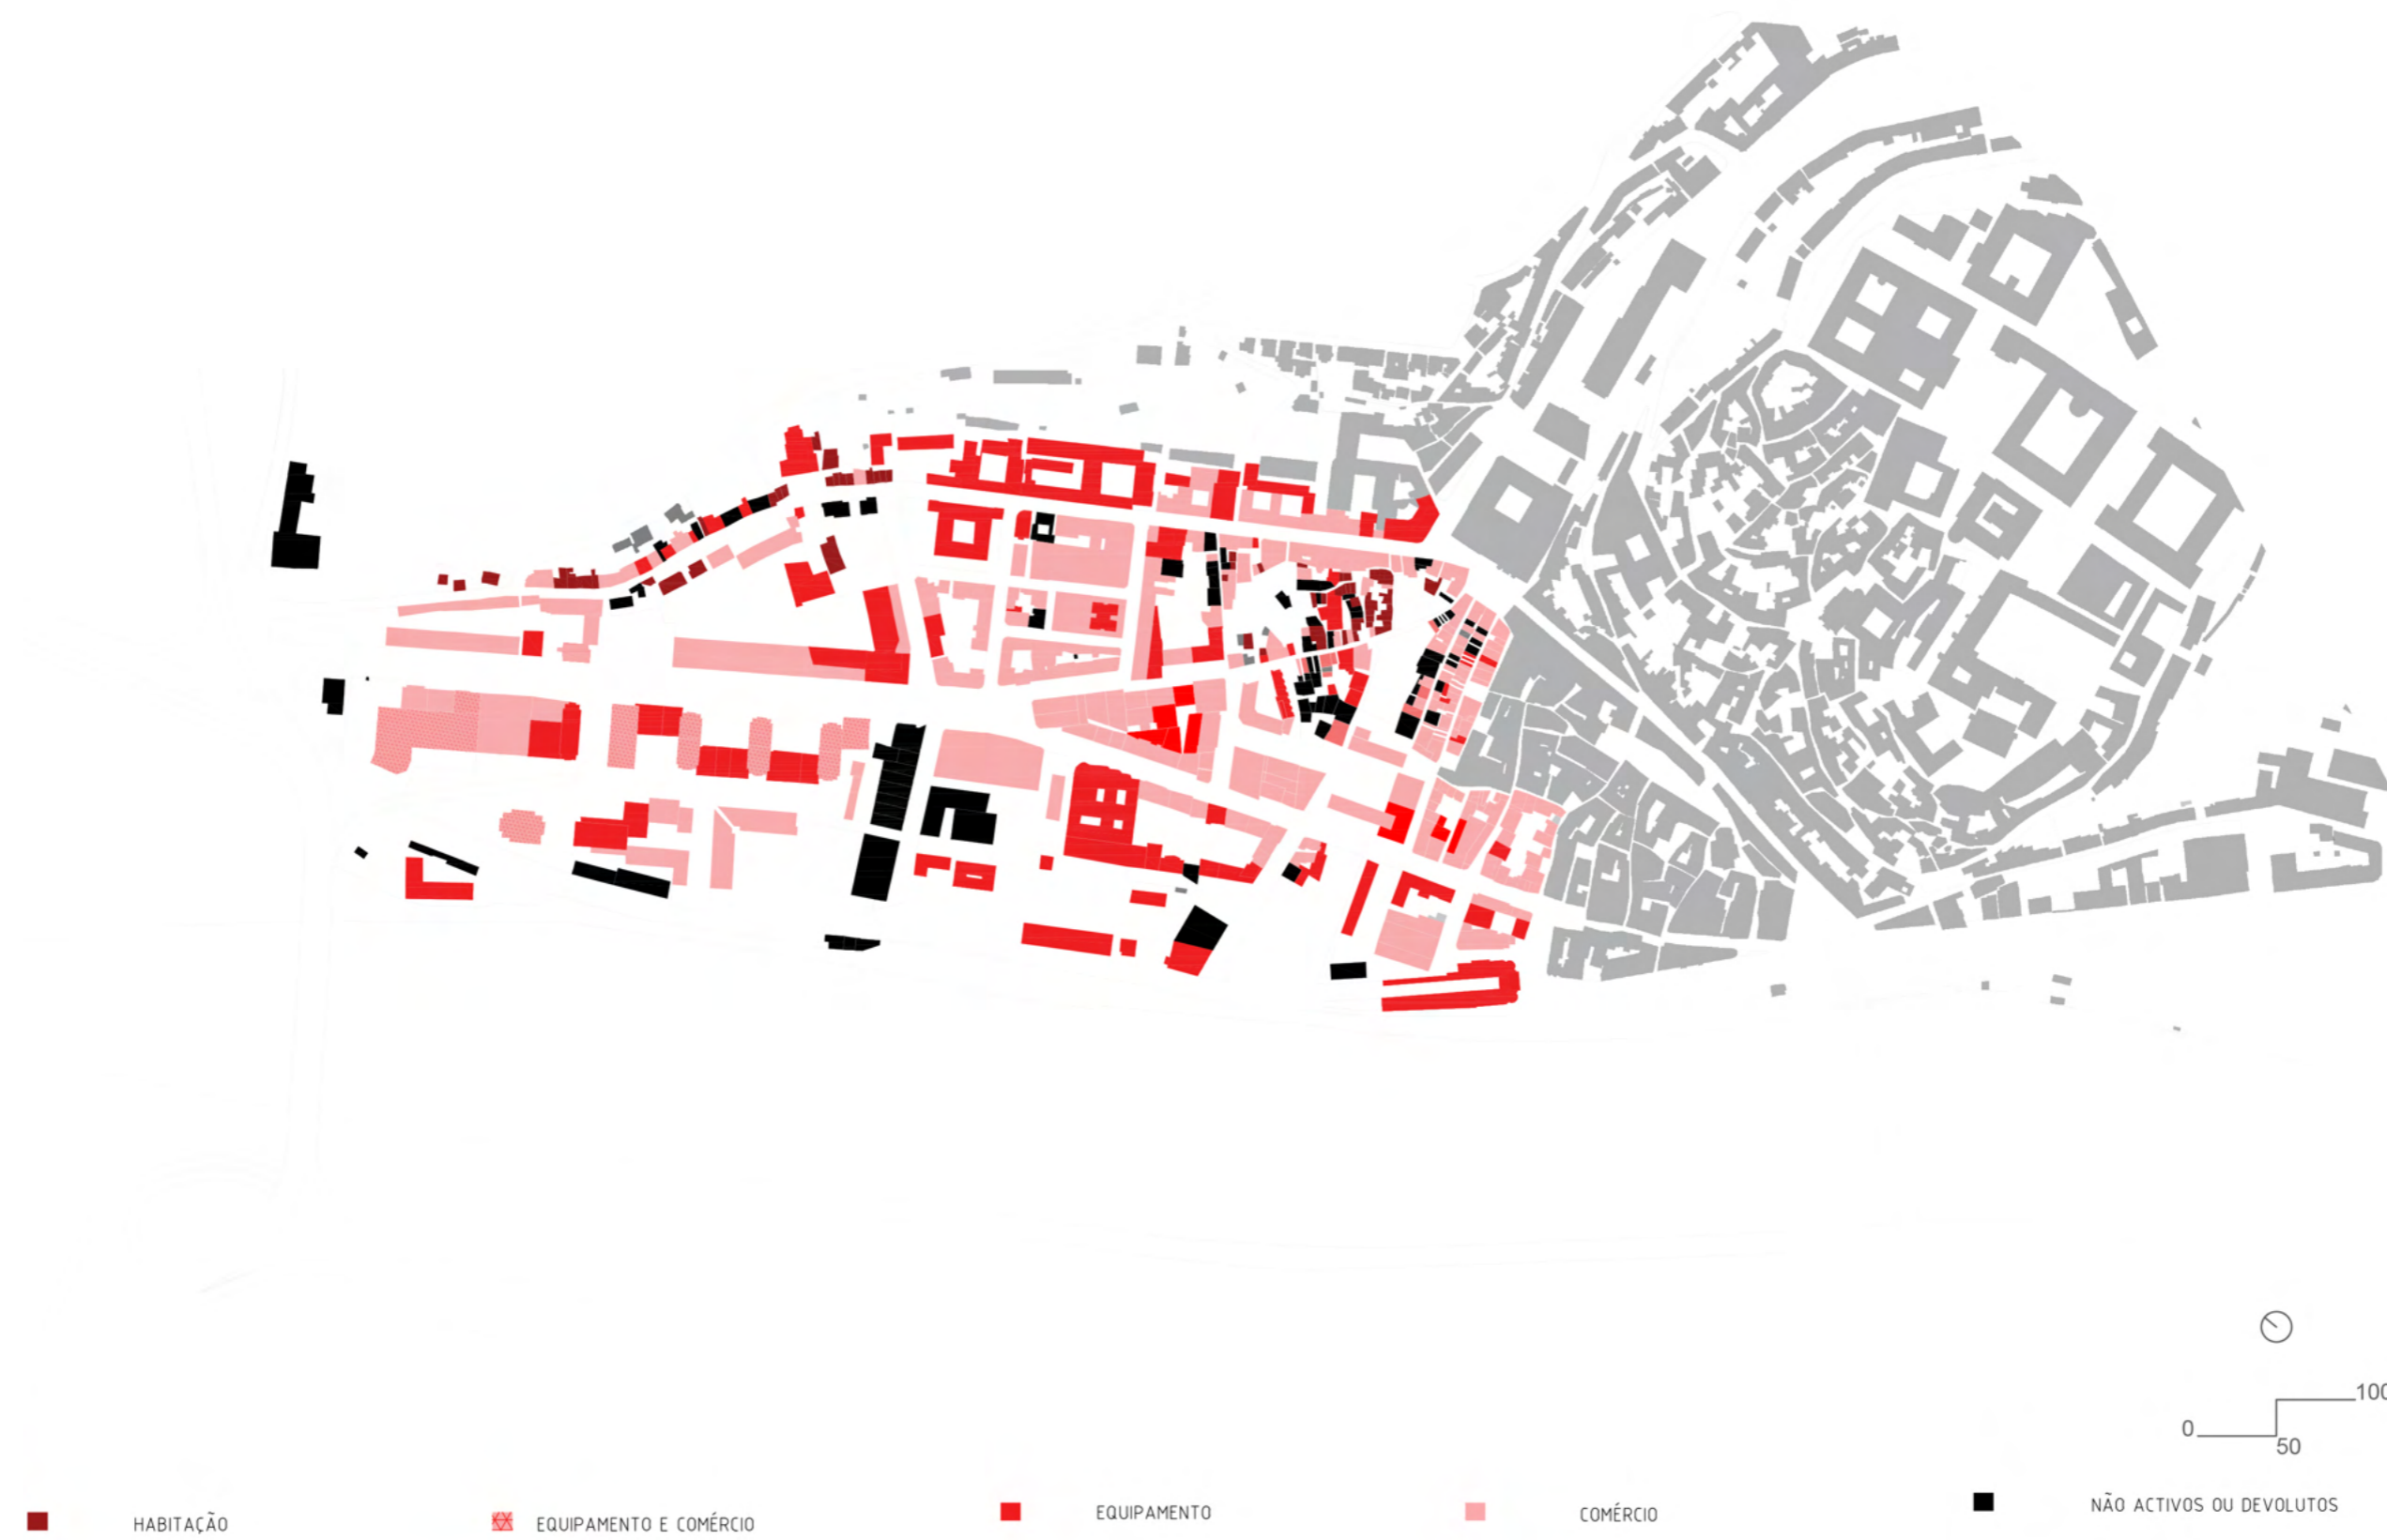 100
0
50
HABITAÇÃO
EQUIPAMENTO E COMÉRCIO
EQUIPAMENTO
COMÉRCIO
NÃO ACTIVOS OU DEVOLUTOS